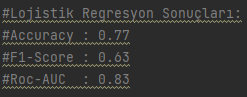 #Lojistik Regresyon Sonuçları:
#Accuracy : 0.77
#F1-Score : 0.63
#Roc-AUC  : 0.83